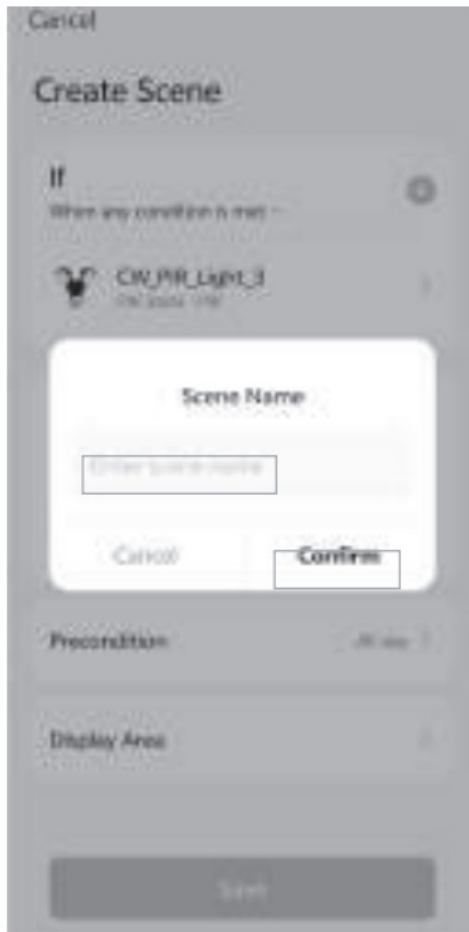 Cancel
Create Scene
If
When any condition is met
CW_PIR_Light_3
Scene Name
Enter scene name
Cancel
Confirm
Precondition
All day
Display Area
Save